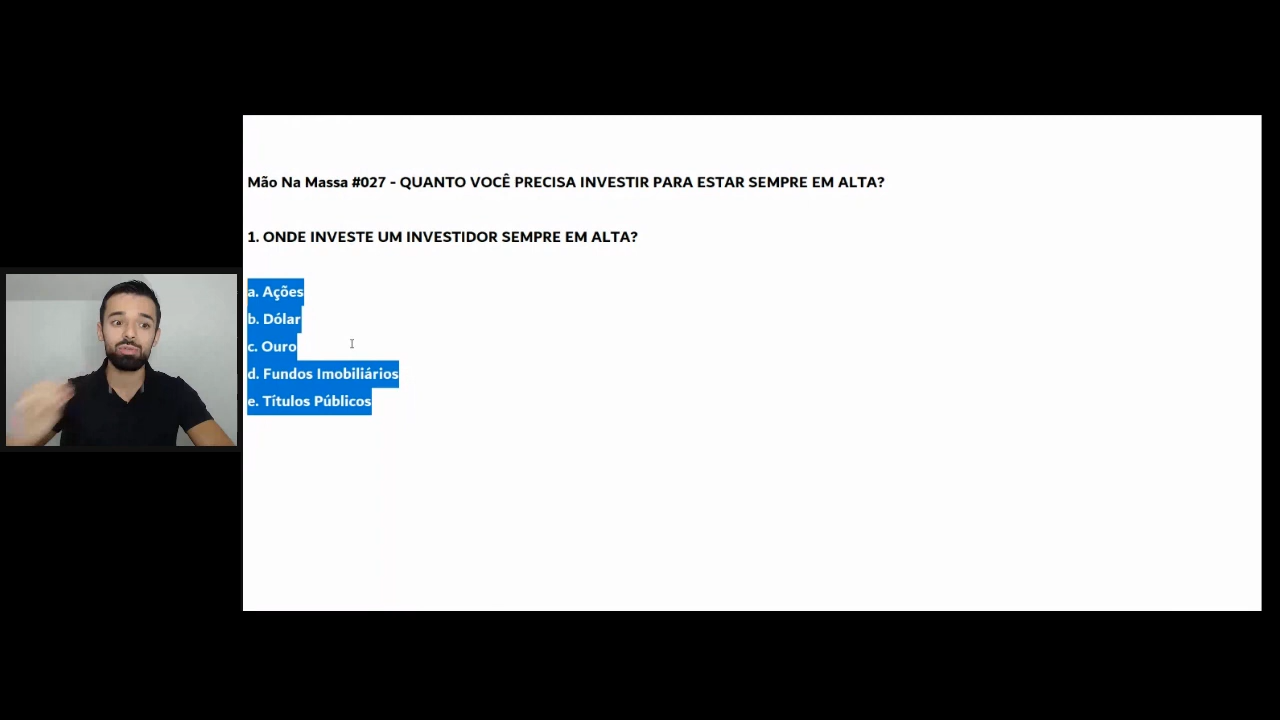 Mão Na Massa #027 - QUANTO VOCÊ PRECISA INVESTIR PARA ESTAR SEMPRE EM ALTA?
1. ONDE INVESTE UM INVESTIDOR SEMPRE EM ALTA?
a. Ações
b. Dólar
c. Ouro
d. Fundos Imobiliários
e. Títulos Públicos